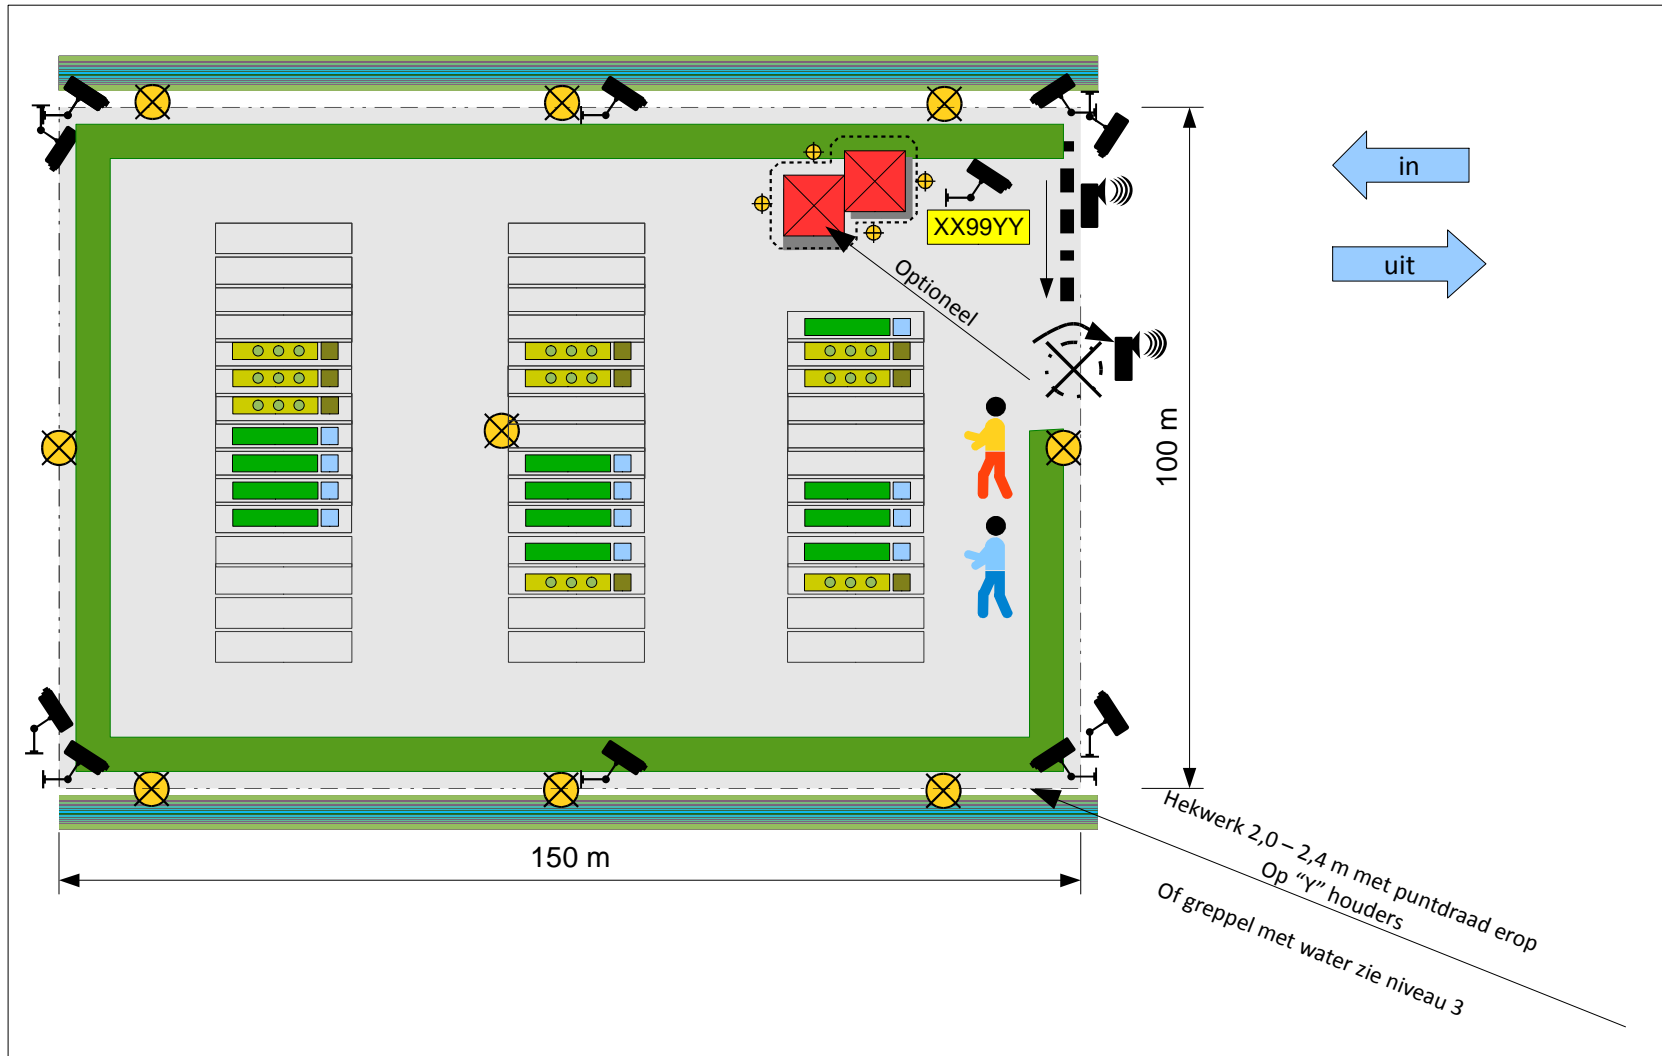 in
uit
XX99YY
Optioneel
100 m
150 m
Hekwerk 2,0 – 2,4 m met puntdraad erop
Op “Y” houders
Of greppel met water zie niveau 3